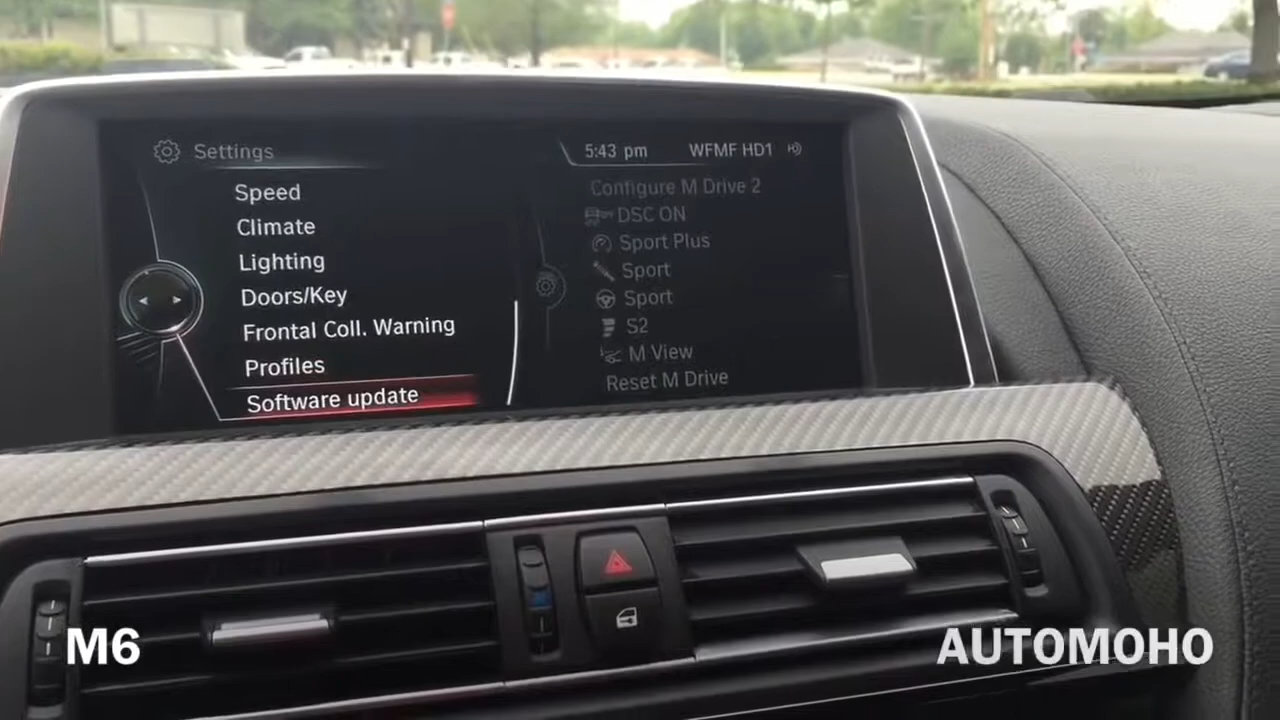 Settings
5:43 pm WFMF HD1
Speed
Climate
Lighting
Doors/Key
Frontal Coll. Warning
Profiles
Software update
Configure M Drive 2
DSC ON
Sport Plus
Sport
Sport
S2
M View
Reset M Drive
M6
AUTOMOHO